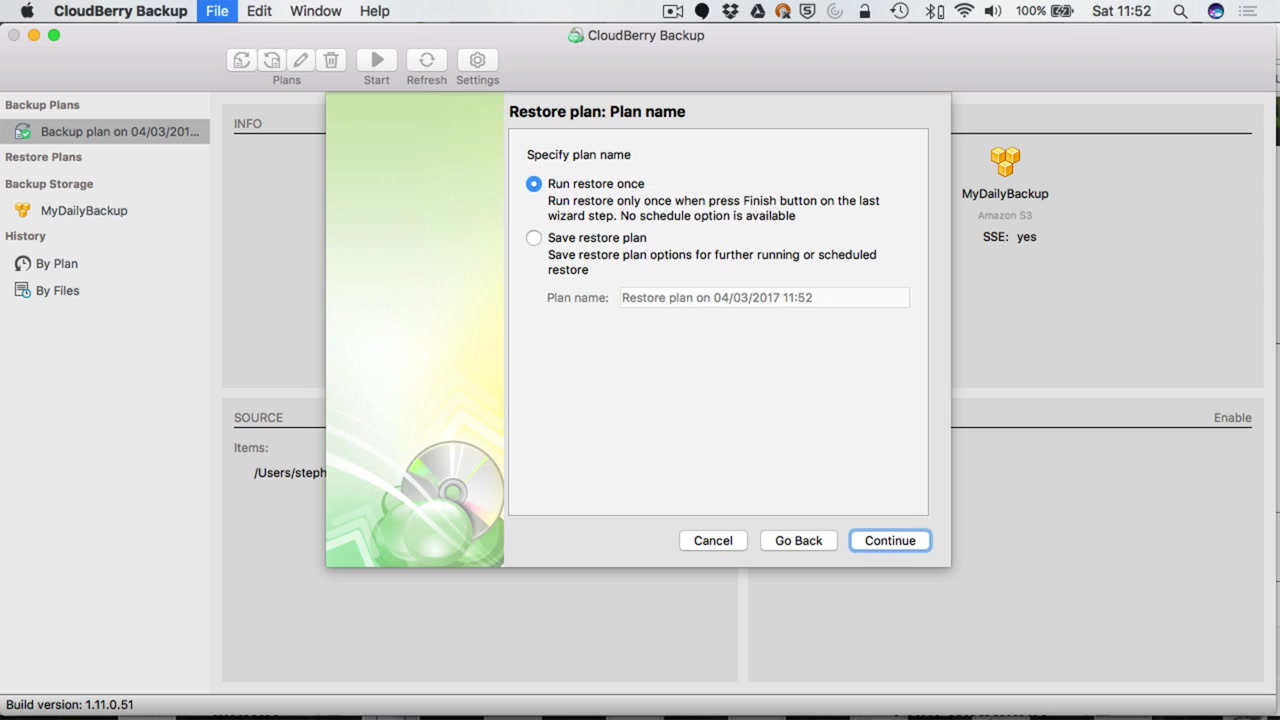 CloudBerry Backup File Edit Window Help 100% Sat 11:52
CloudBerry Backup
Plans Start Refresh Settings
Backup Plans
Backup plan on 04/03/201...
Restore Plans
Backup Storage
MyDailyBackup
History
By Plan
By Files
INFO
MyDailyBackup
Amazon S3
SSE: yes
SOURCE
Items:
/Users/steph
Enable
Restore plan: Plan name
Specify plan name
Run restore once
Run restore only once when press Finish button on the last
wizard step. No schedule option is available
Save restore plan
Save restore plan options for further running or scheduled
restore
Plan name: Restore plan on 04/03/2017 11:52
Cancel Go Back Continue
Build version: 1.11.0.51